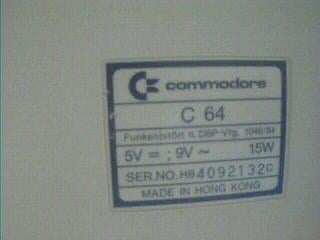 commodore
C 64
Funkentstört n. DBP-Vfg. 1046/84
5V = ; 9V ~ 15W
SER.NO.HB4092132C
MADE IN HONG KONG